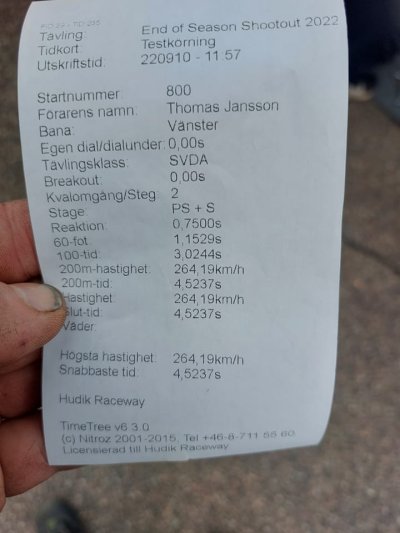 Tävling: End of Season Shootout 2022
Tidkort: Testkörning
Utskriftstid: 220910 - 11:57
Startnummer: 800
Förarens namn: Thomas Jansson
Bana: Vänster
Egen dial/dialunder: 0,00s
Tävlingsklass: SVDA
Breakout: 0,00s
Kvalomgång/Steg: 2
Stage: PS + S
Reaktion: 0,7500s
60-fot: 1,1529s
100-tid: 3,0244s
200m-hastighet: 264,19km/h
200m-tid: 4,5237s
Hastighet: 264,19km/h
Slut-tid: 4,5237s
Väder:
Högsta hastighet: 264,19km/h
Snabbaste tid: 4,5237s
Hudik Raceway
TimeTree v6.3.0
(c) Nitroz 2001-2015, Tel +46-8-711 56 60
Licensierad till Hudik Raceway